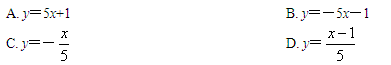 A. y=5x+1 B. y=−5x−1
C. y=−x/5 D. y=(x−1)/5